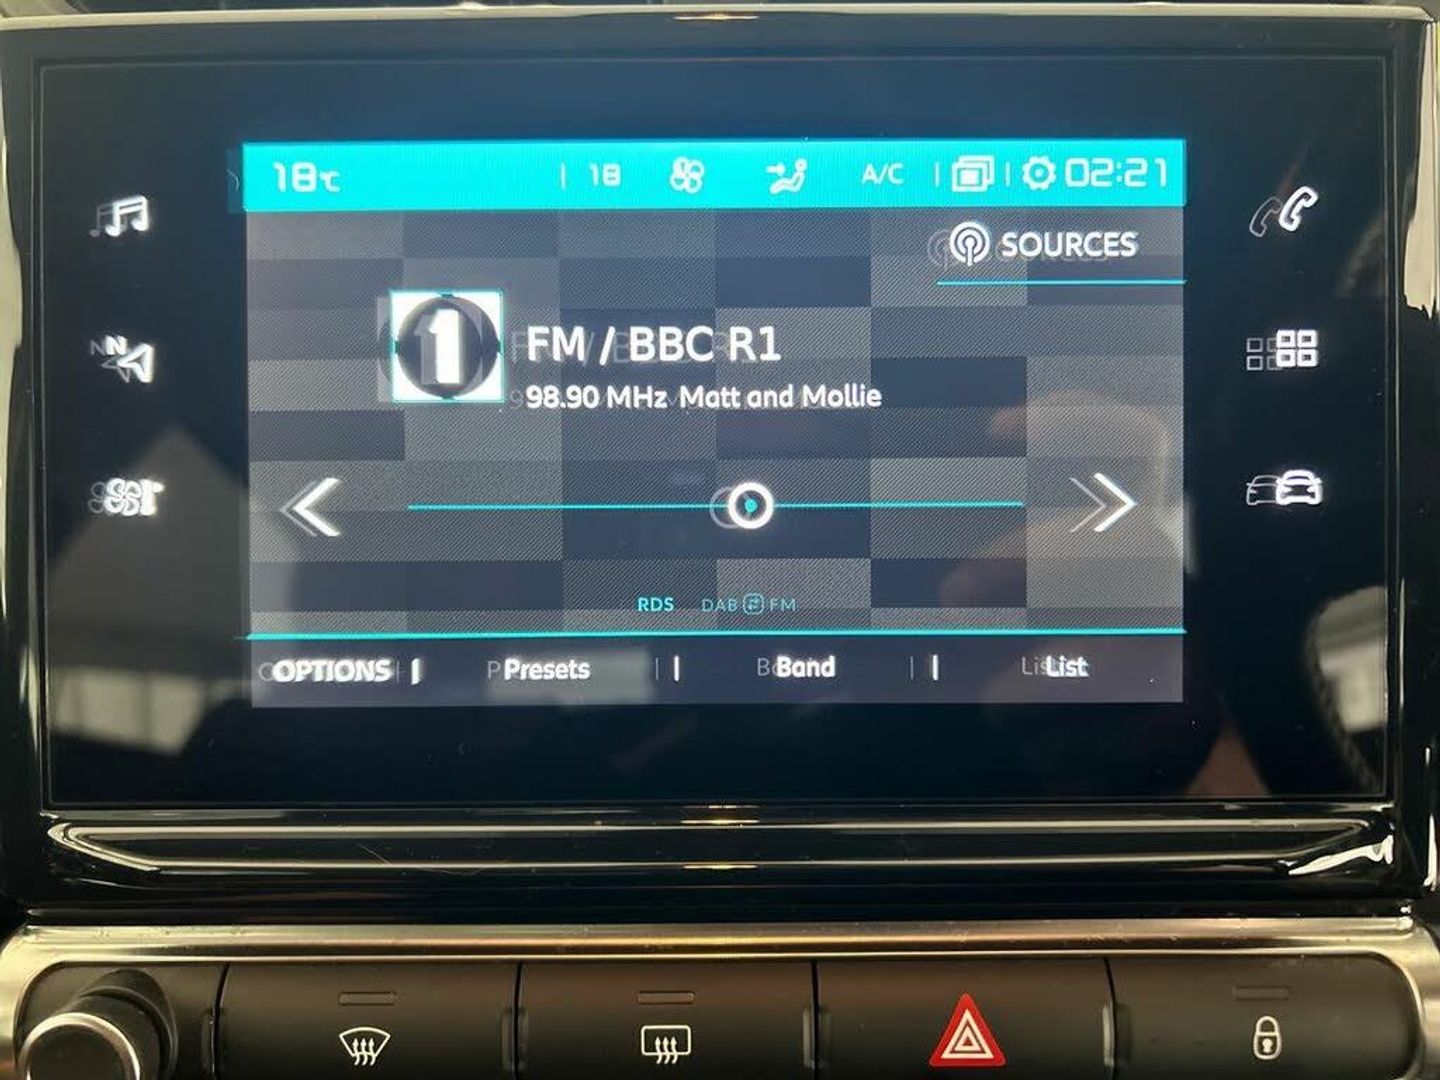 18°C 18 A/C 02:21
SOURCES
1
FM / BBC R1
98.90 MHz Matt and Mollie
N
RDS DAB FM
OPTIONS Presets Band List